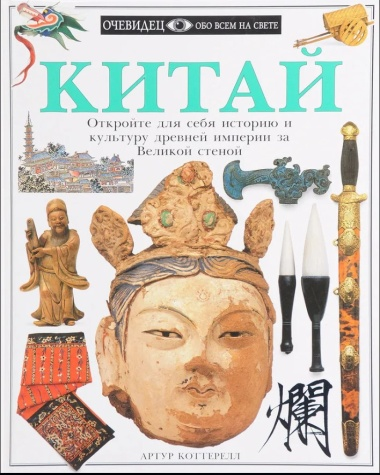 ОЧЕВИДЕЦ ОБО ВСЕМ НА СВЕТЕ
КИТАЙ
Откройте для себя историю и
культуру древней империи за
Великой стеной
爛
АРТУР КОТТЕРЕЛЛ